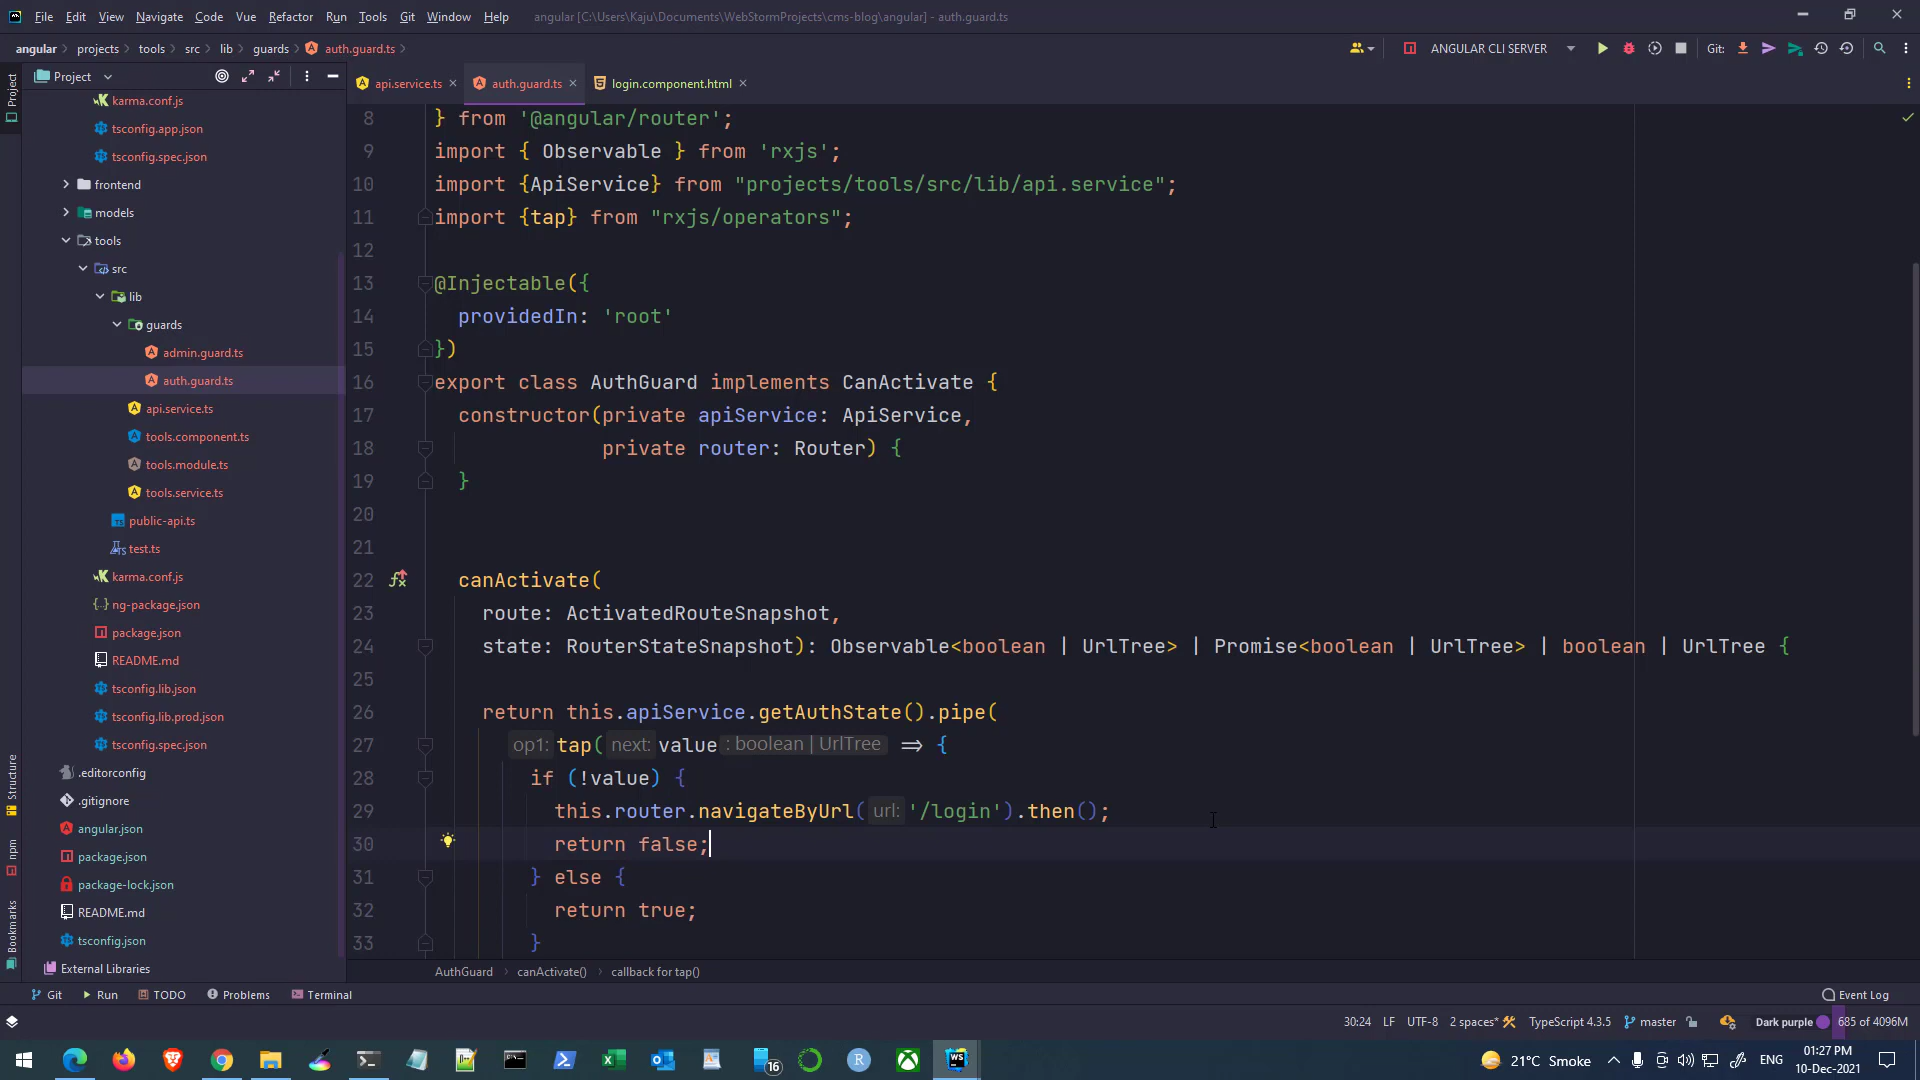 File Edit View Navigate Code Vue Refactor Run Tools Git Window Help angular [C:\Users\Kaju\Documents\WebStormProjects\cms-blog\angular] - auth.guard.ts
angular projects tools src lib guards auth.guard.ts ANGULAR CLI SERVER Git:
Project
Project
api.service.ts auth.guard.ts login.component.html
karma.conf.js
tsconfig.app.json
tsconfig.spec.json
frontend
models
tools
src
lib
guards
admin.guard.ts
auth.guard.ts
api.service.ts
tools.component.ts
tools.module.ts
tools.service.ts
public-api.ts
test.ts
karma.conf.js
ng-package.json
package.json
README.md
tsconfig.lib.json
tsconfig.lib.prod.json
tsconfig.spec.json
.editorconfig
.gitignore
angular.json
package.json
package-lock.json
README.md
tsconfig.json
External Libraries
Structure
npm
Bookmarks
8 } from '@angular/router';
9 import { Observable } from 'rxjs';
10 import {ApiService} from "projects/tools/src/lib/api.service";
11 import {tap} from "rxjs/operators";
12
13 @Injectable({
14 providedIn: 'root'
15 })
16 export class AuthGuard implements CanActivate {
17 constructor(private apiService: ApiService,
18 private router: Router) {
19 }
20
21
22 canActivate(
23 route: ActivatedRouteSnapshot,
24 state: RouterStateSnapshot): Observable<boolean | UrlTree> | Promise<boolean | UrlTree> | boolean | UrlTree {
25
26 return this.apiService.getAuthState().pipe(
27 op1: tap( next: value : boolean | UrlTree => {
28 if (!value) {
29 this.router.navigateByUrl( url: '/login').then();
30 return false;
31 } else {
32 return true;
33 }
AuthGuard canActivate() callback for tap()
Git Run TODO Problems Terminal Event Log
30:24 LF UTF-8 2 spaces* TypeScript 4.3.5 master Dark purple 685 of 4096M
16 21°C Smoke ENG 01:27 PM
10-Dec-2021